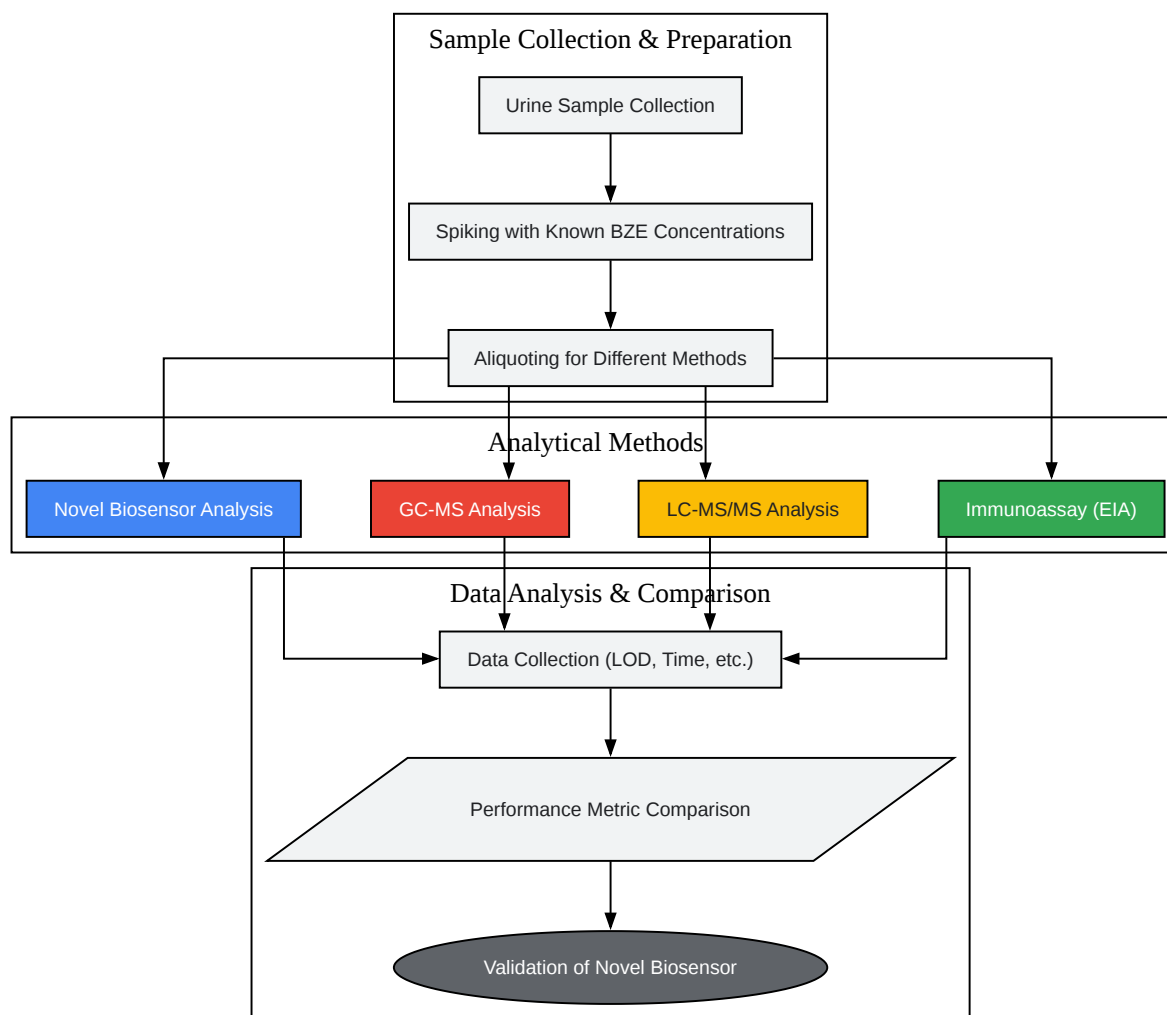 Sample Collection & Preparation
Urine Sample Collection
Spiking with Known BZE Concentrations
Aliquoting for Different Methods
Analytical Methods
Novel Biosensor Analysis
GC-MS Analysis
LC-MS/MS Analysis
Immunoassay (EIA)
Data Analysis & Comparison
Data Collection (LOD, Time, etc.)
Performance Metric Comparison
Validation of Novel Biosensor